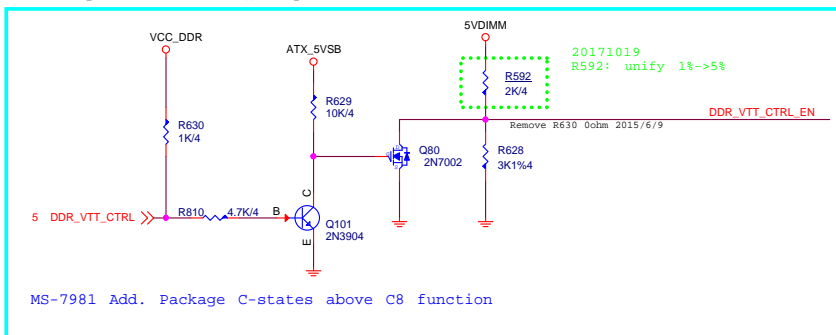 5VDIMM
VCC_DDR
ATX_5VSB
20171019
R592: unify 1%->5%
R592
2K/4
R629
10K/4
DDR_VTT_CTRL_EN
R630
1K/4
Remove R630 0ohm 2015/6/9
Q80
2N7002
R628
3K1%4
C
5 DDR_VTT_CTRL
R810
4.7K/4
B
Q101
2N3904
E
MS-7981 Add. Package C-states above C8 function